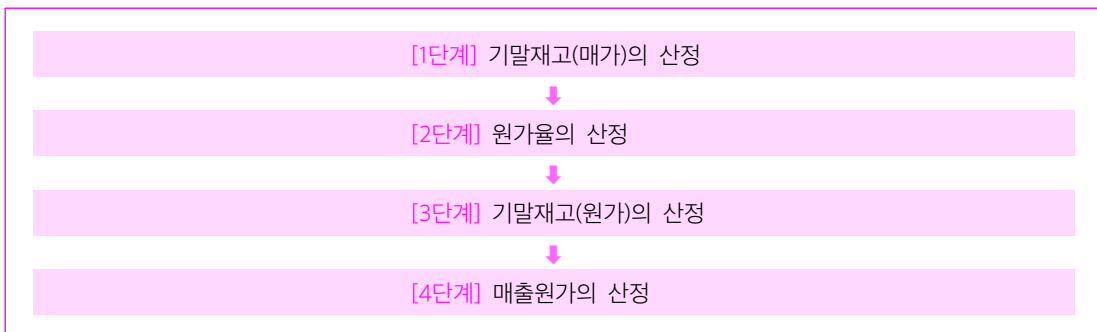 [1단계] 기말재고(매가)의 산정
[2단계] 원가율의 산정
[3단계] 기말재고(원가)의 산정
[4단계] 매출원가의 산정